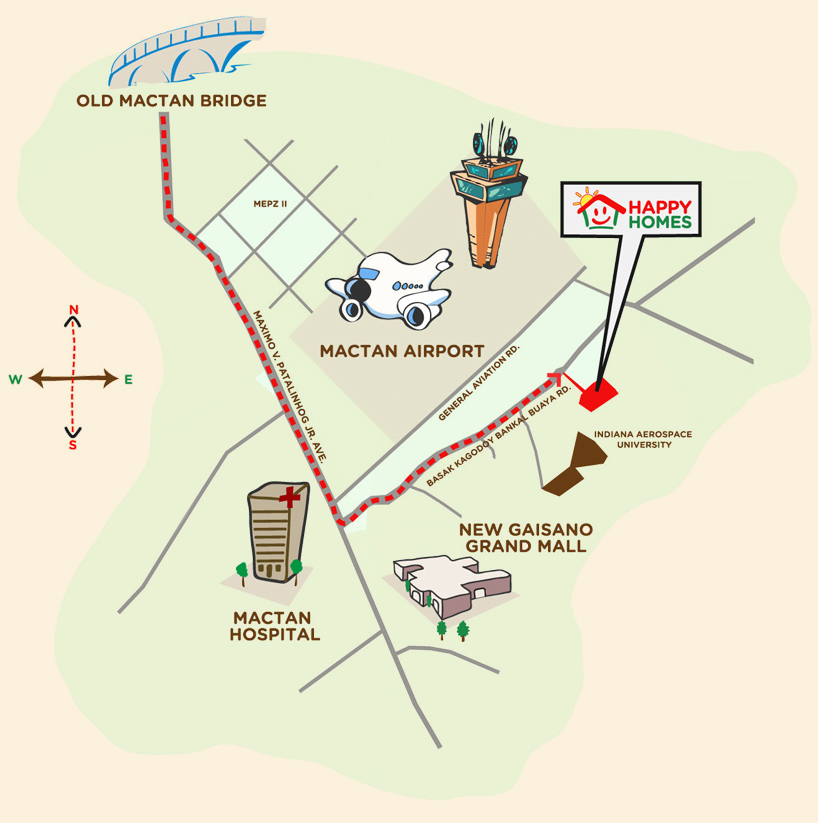 OLD MACTAN BRIDGE
MEPZ II
HAPPY
HOMES
N
W
E
S
MAXIMO V. PATALINHOG JR. AVE.
MACTAN AIRPORT
GENERAL AVIATION RD.
BASAK KAGODOY BANKAL BUAYA RD.
INDIANA AEROSPACE
UNIVERSITY
NEW GAISANO
GRAND MALL
MACTAN
HOSPITAL